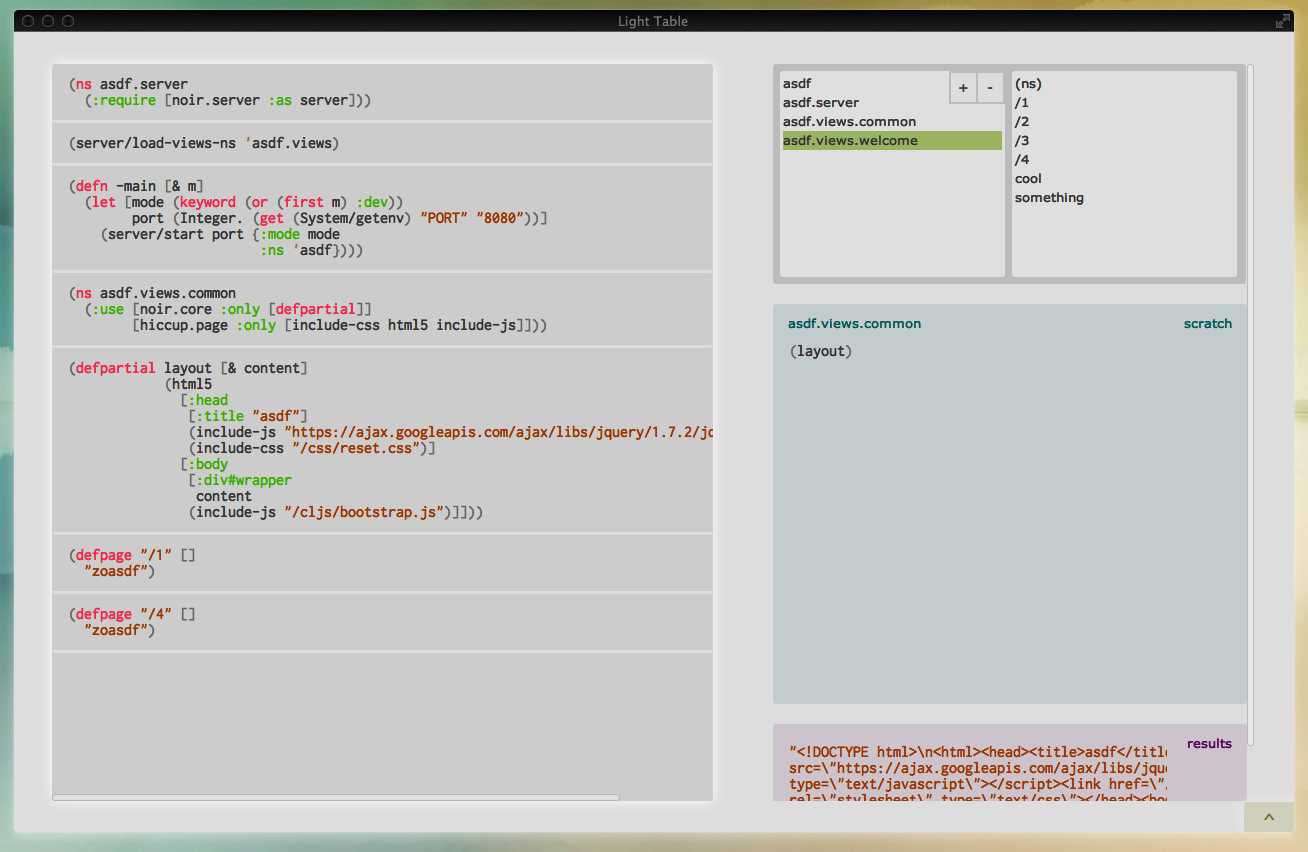 Light Table
(ns asdf.server
(:require [noir.server :as server]))
(server/load-views-ns 'asdf.views)
(defn -main [& m]
(let [mode (keyword (or (first m) :dev))
port (Integer. (get (System/getenv) "PORT" "8080"))]
(server/start port {:mode mode
:ns 'asdf})))
(ns asdf.views.common
(:use [noir.core :only [defpartial]]
[hiccup.page :only [include-css html5 include-js]]))
(defpartial layout [& content]
(html5
[:head
[:title "asdf"]
(include-js "https://ajax.googleapis.com/ajax/libs/jquery/1.7.2/jq
(include-css "/css/reset.css")]
[:body
[:div#wrapper
content
(include-js "/cljs/bootstrap.js")]]))
(defpage "/1" []
"zoasdf")
(defpage "/4" []
"zoasdf")
asdf
asdf.server
asdf.views.common
asdf.views.welcome
+ -
(ns)
/1
/2
/3
/4
cool
something
asdf.views.common scratch
(layout)
results
"<!DOCTYPE html>\n<html><head><title>asdf</title
src=\"https://ajax.googleapis.com/ajax/libs/jque
type=\"text/javascript\"></script><link href=\"/
rel=\"stylesheet\" type=\"text/css\"></head><bod